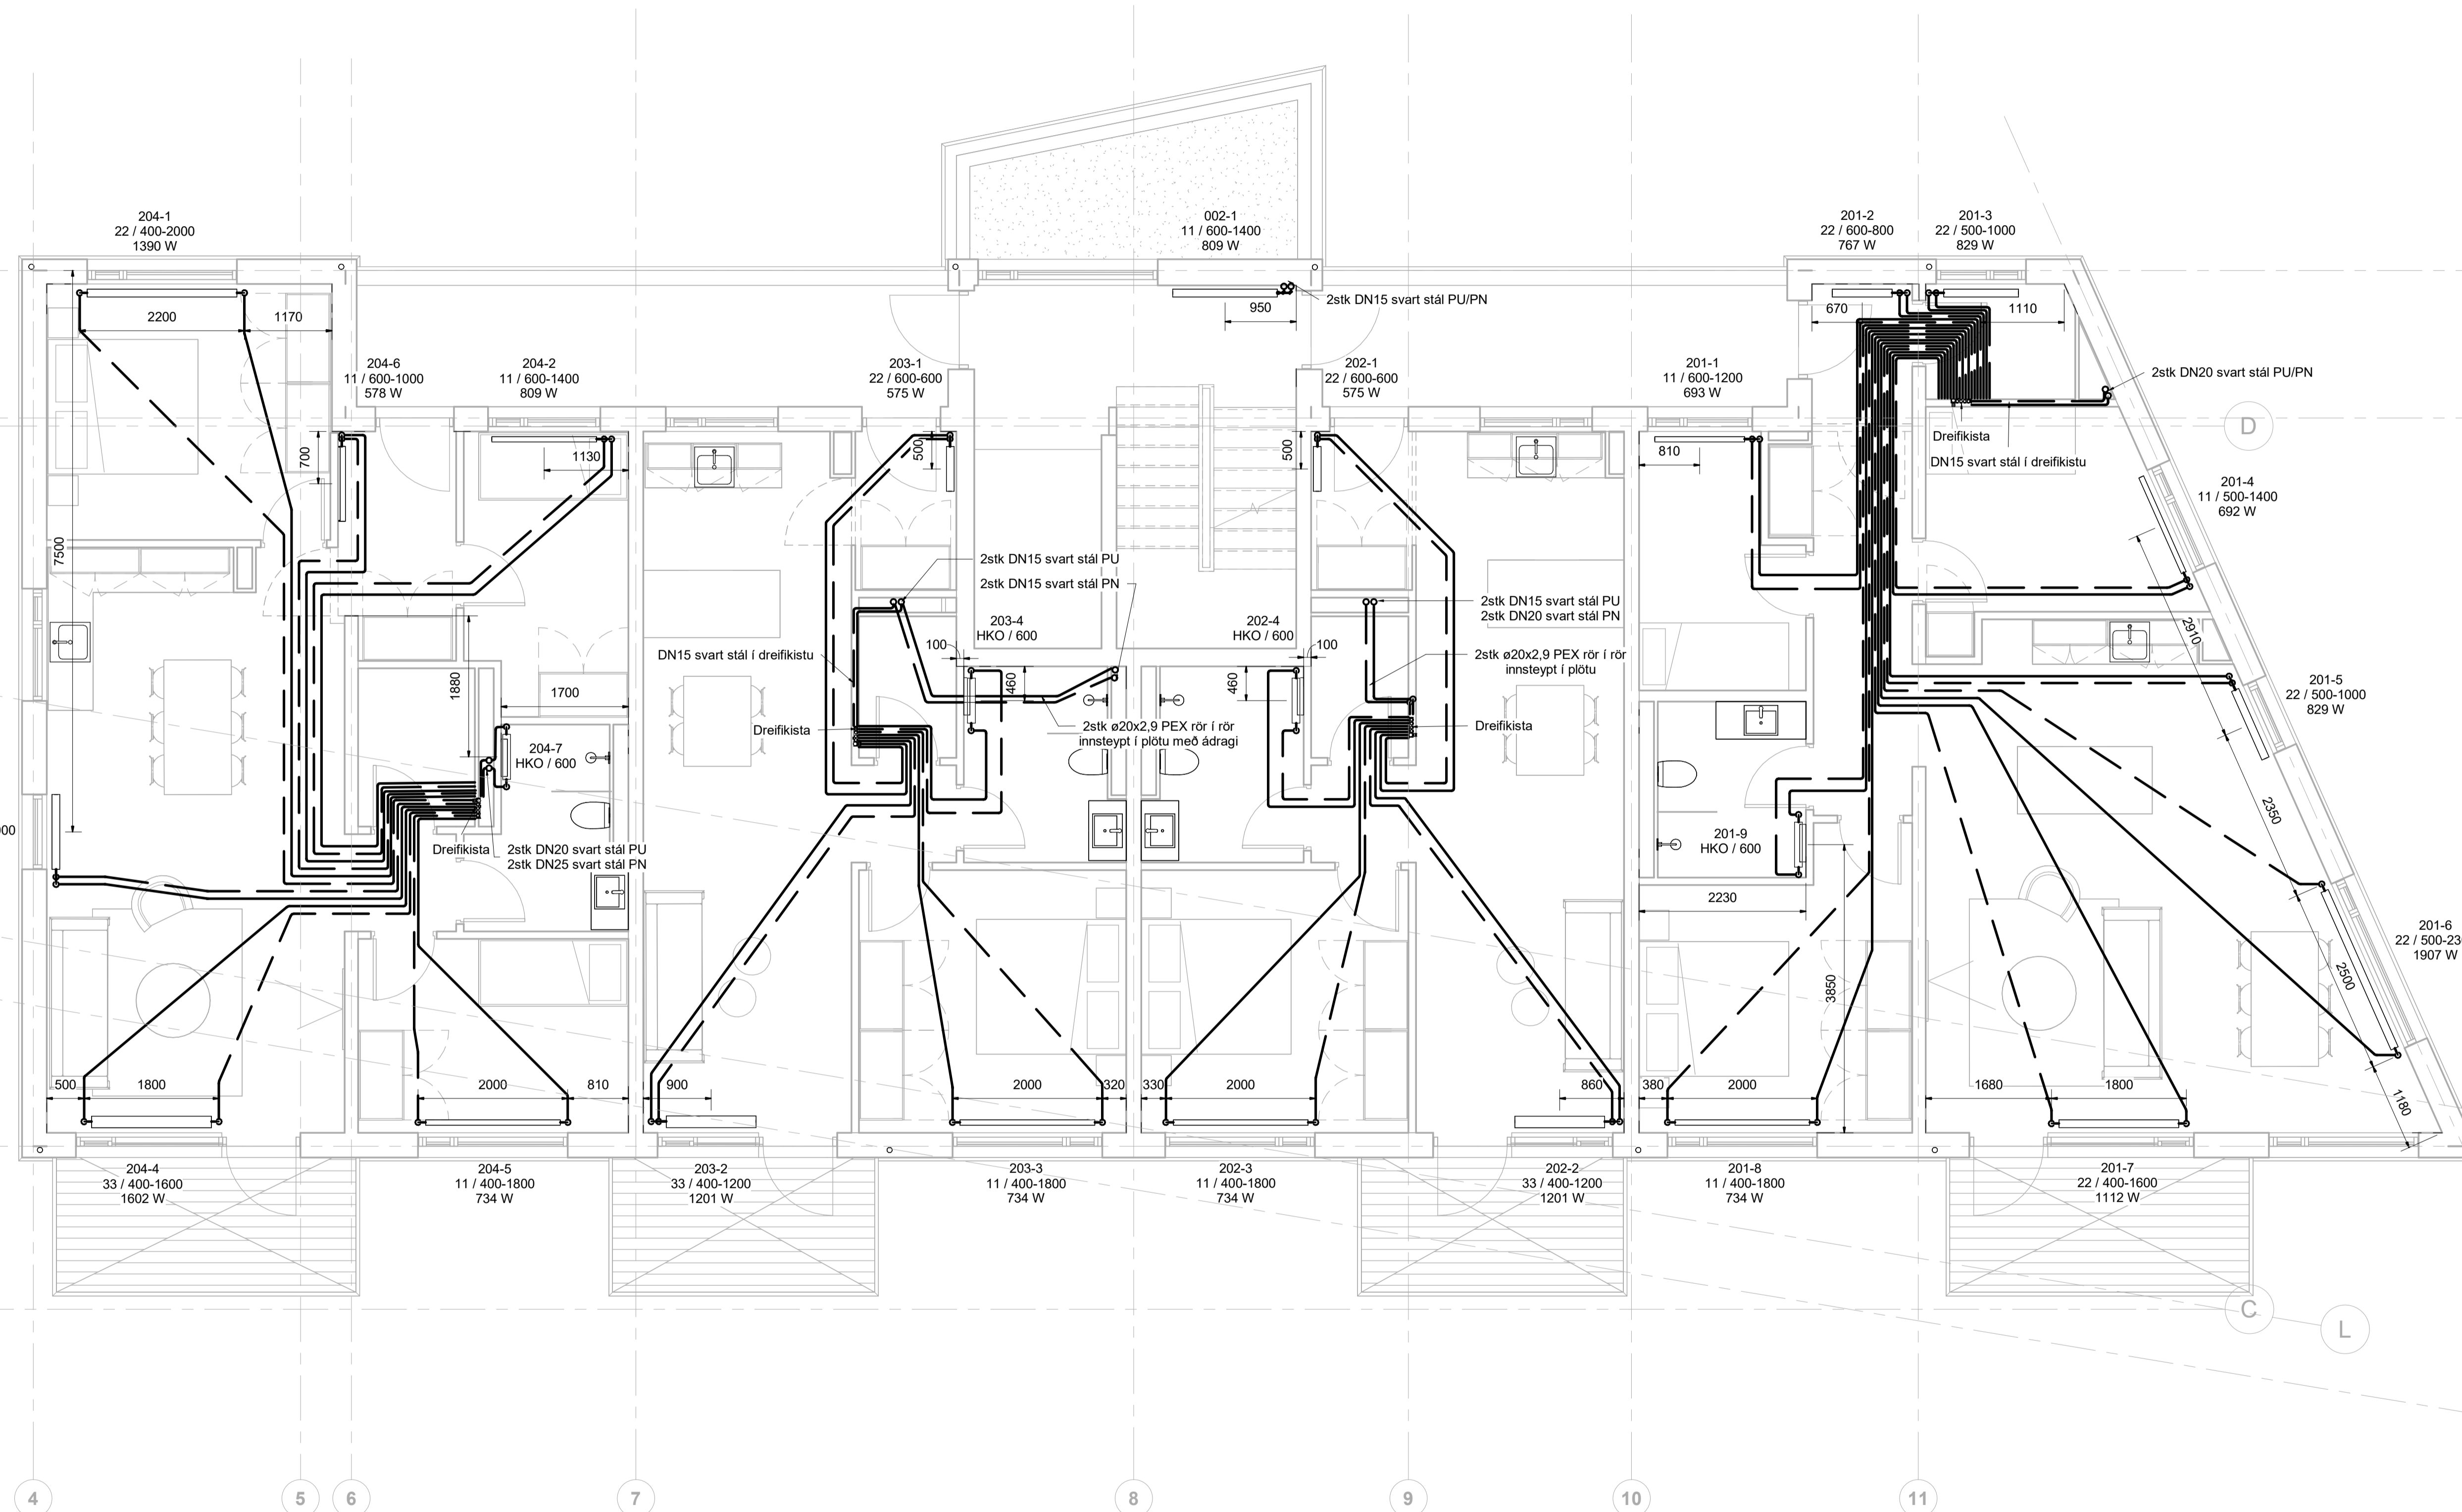 204-1
22 / 400-2000
1390 W
002-1
11 / 600-1400
809 W
201-2
22 / 600-800
767 W
201-3
22 / 500-1000
829 W
2stk DN15 svart stál PU/PN
2200
1170
950
670
1110
204-6
11 / 600-1000
578 W
204-2
11 / 600-1400
809 W
203-1
22 / 600-600
575 W
202-1
22 / 600-600
575 W
201-1
11 / 600-1200
693 W
2stk DN20 svart stál PU/PN
D
Dreifikista
DN15 svart stál í dreifikistu
700
1130
500
500
810
201-4
11 / 500-1400
692 W
7500
2stk DN15 svart stál PU
2stk DN15 svart stál PN
2stk DN15 svart stál PU
2stk DN20 svart stál PN
203-4
HKO / 600
202-4
HKO / 600
100
100
DN15 svart stál í dreifikistu
2stk ø20x2,9 PEX rör í rör
innsteypt í plötu
1880
1700
460
460
2910
201-5
22 / 500-1000
829 W
Dreifikista
2stk ø20x2,9 PEX rör í rör
innsteypt í plötu með ádragi
Dreifikista
204-7
HKO / 600
2350
201-9
HKO / 600
Dreifikista
2stk DN20 svart stál PU
2stk DN25 svart stál PN
2230
201-6
1907 W
3850
2500
500
1800
2000
810
900
2000
320
330
2000
860
380
2000
1680
1800
1180
204-4
33 / 400-1600
1602 W
204-5
11 / 400-1800
734 W
203-2
33 / 400-1200
1201 W
203-3
11 / 400-1800
734 W
202-3
11 / 400-1800
734 W
202-2
33 / 400-1200
1201 W
201-8
11 / 400-1800
734 W
201-7
22 / 400-1600
1112 W
C
L
4
5
6
7
8
9
10
11